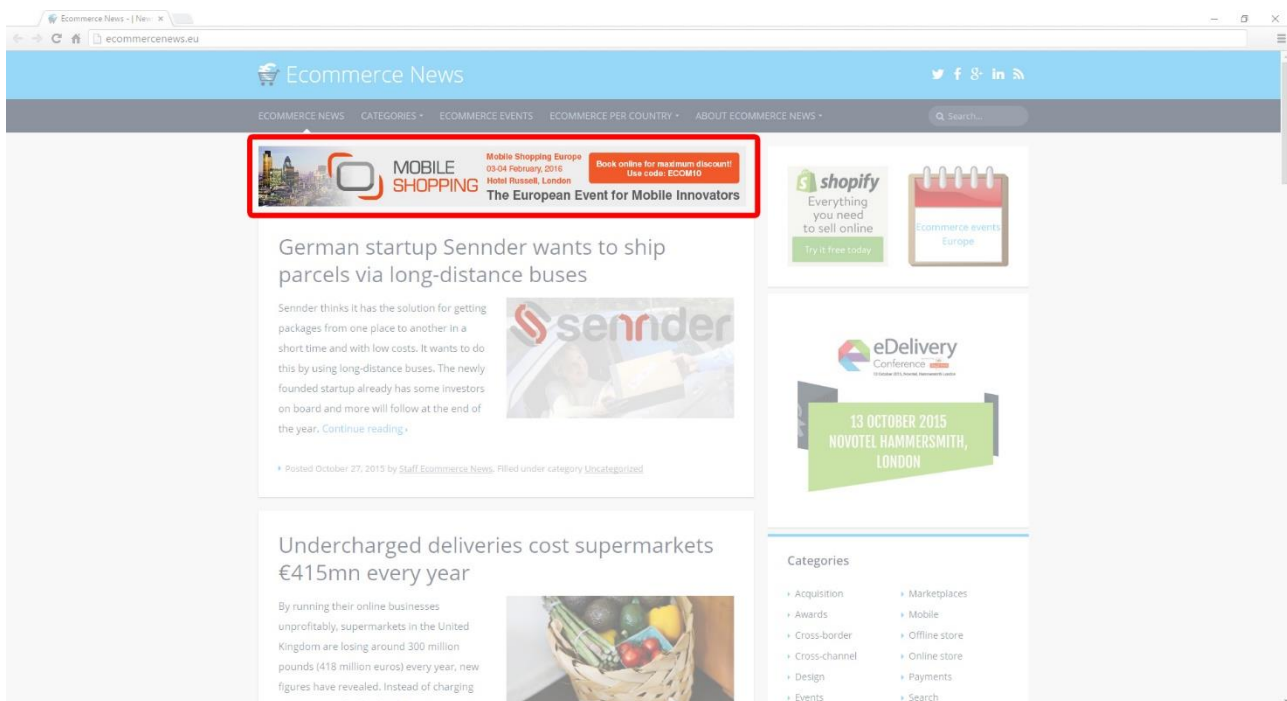 Ecommerce News - | New
ecommercenews.eu
Ecommerce News
ECOMMERCE NEWS CATEGORIES ECOMMERCE EVENTS ECOMMERCE PER COUNTRY ABOUT ECOMMERCE NEWS
Search...
MOBILE
SHOPPING
Mobile Shopping Europe
03-04 February, 2016
Hotel Russell, London
Book online for maximum discount!
Use code: ECOM10
The European Event for Mobile Innovators
German startup Sennder wants to ship
parcels via long-distance buses
Sennder thinks it has the solution for getting
packages from one place to another in a
short time and with low costs. It wants to do
this by using long-distance buses. The newly
founded startup already has some investors
on board and more will follow at the end of
the year. Continue reading ›
sennder
Posted October 27, 2015 by Staff Ecommerce News. Filled under category Uncategorized
Undercharged deliveries cost supermarkets
€415mn every year
By running their online businesses
unprofitably, supermarkets in the United
Kingdom are losing around 300 million
pounds (418 million euros) every year, new
figures have revealed. Instead of charging
shopify
Everything
you need
to sell online
Try it free today
Ecommerce events
Europe
eDelivery
Conference
13 OCTOBER 2015
NOVOTEL HAMMERSMITH,
LONDON
Categories
Acquisition
Awards
Cross-border
Cross-channel
Design
Events
Marketplaces
Mobile
Offline store
Online store
Payments
Search